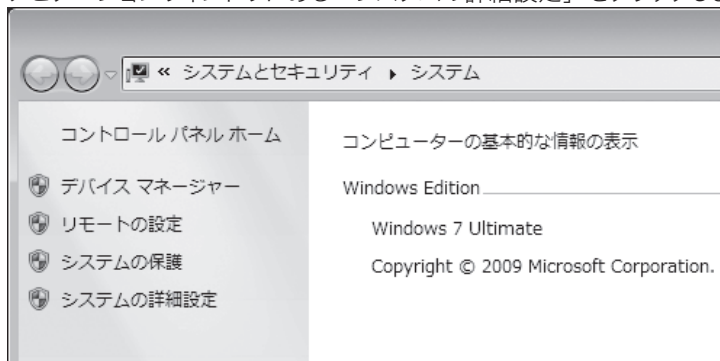 « システムとセキュリティ ▸ システム
コントロール パネル ホーム
デバイス マネージャー
リモートの設定
システムの保護
システムの詳細設定
コンピューターの基本的な情報の表示
Windows Edition
Windows 7 Ultimate
Copyright © 2009 Microsoft Corporation.